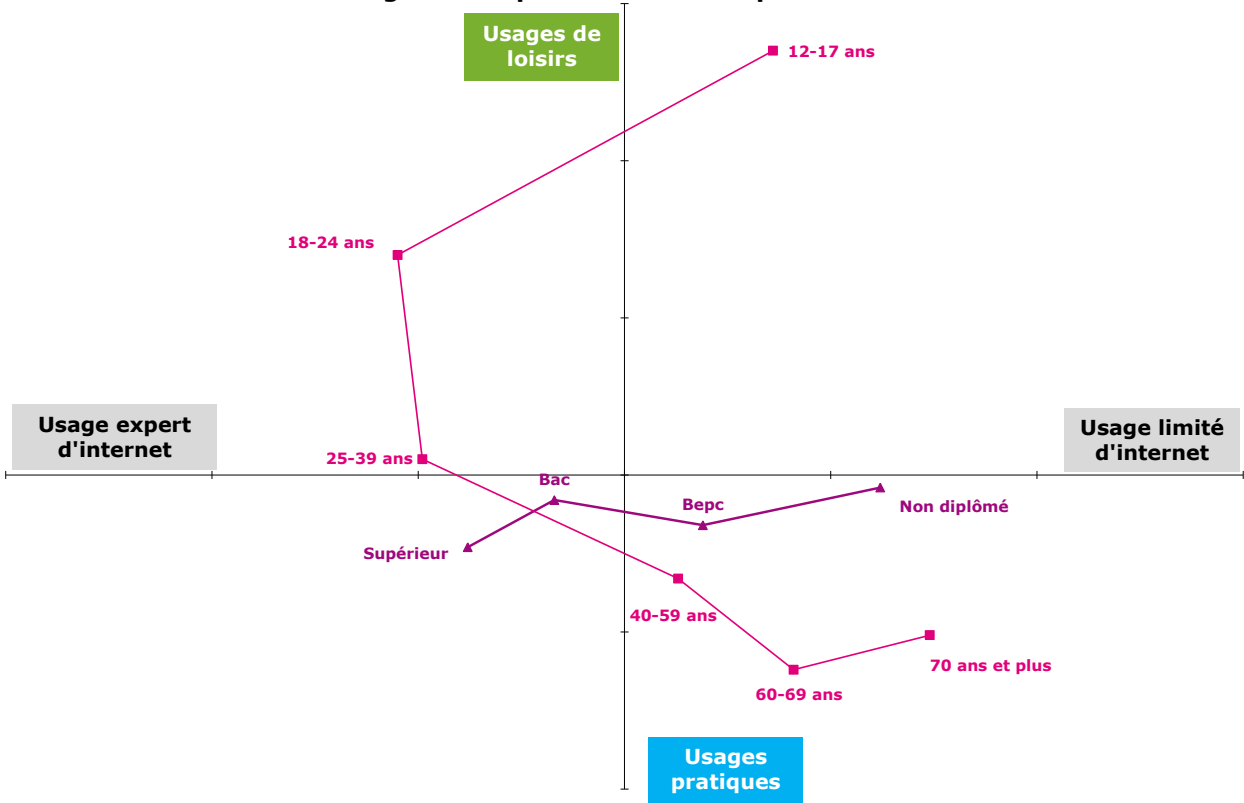 Usages de
loisirs
12-17 ans
18-24 ans
Usage expert
d'internet
Usage limité
d'internet
25-39 ans
Bac
Bepc
Non diplômé
Supérieur
40-59 ans
70 ans et plus
60-69 ans
Usages
pratiques